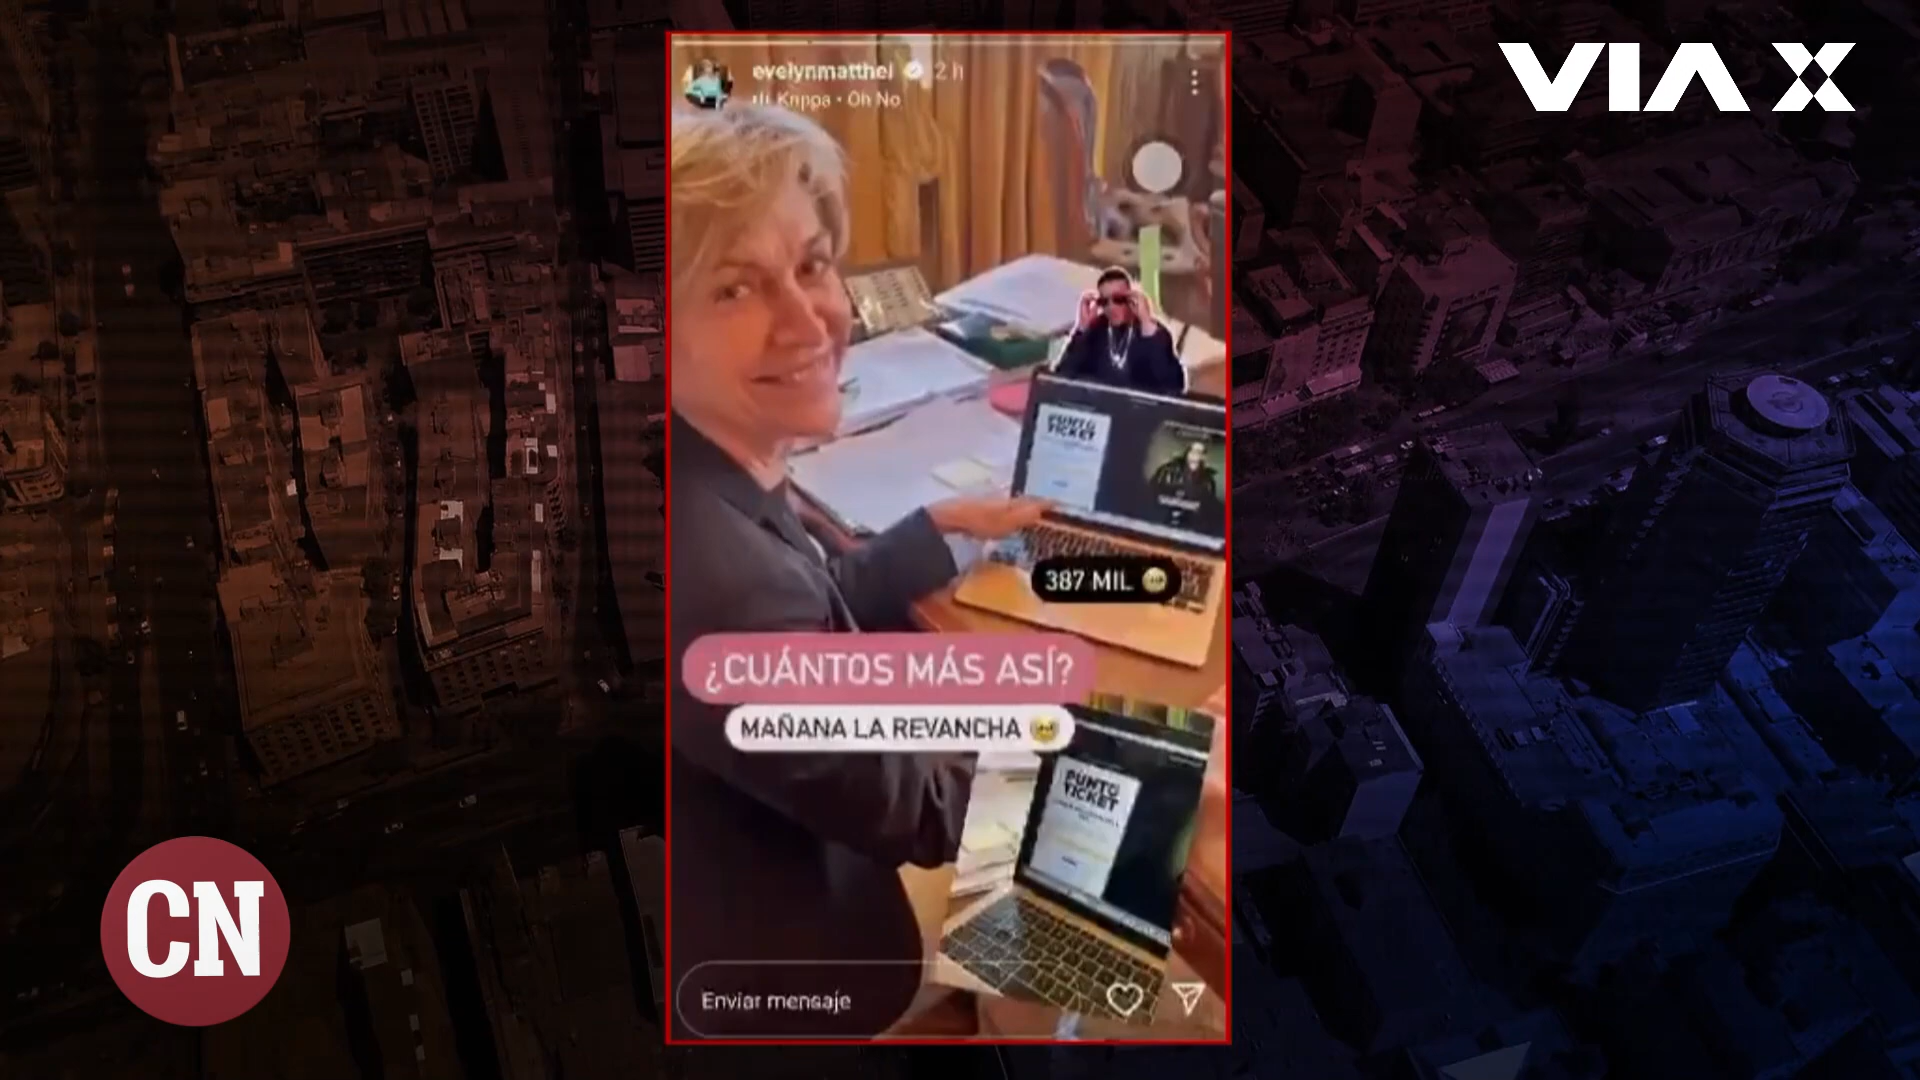 VIA X
evelynmatthei 2 h
Krippa • Oh No
PUNTO
TICKET
387 MIL
¿CUÁNTOS MÁS ASÍ?
MAÑANA LA REVANCHA
PUNTO
TICKET
Enviar mensaje
CN